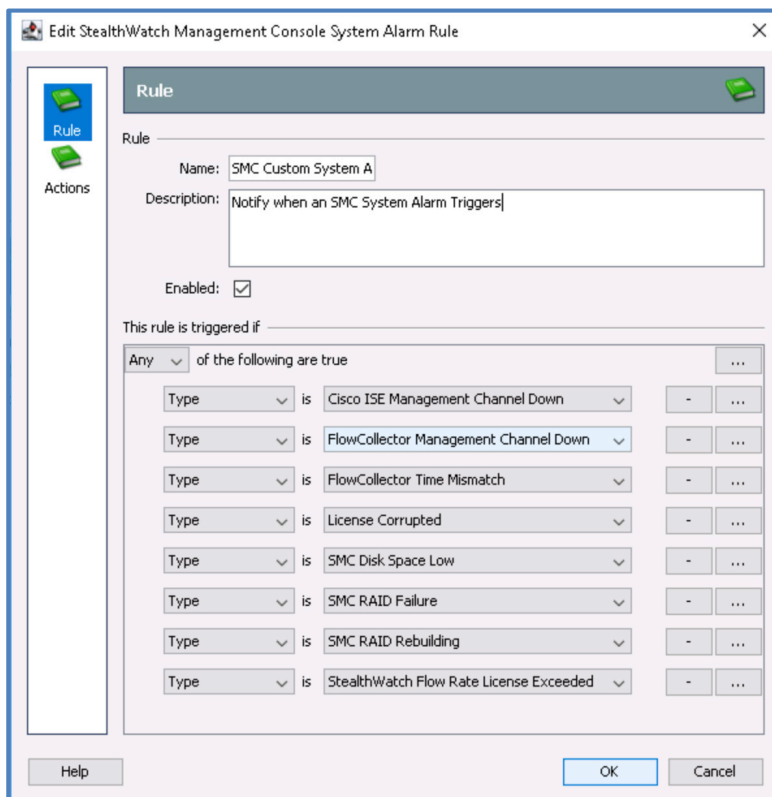 Edit StealthWatch Management Console System Alarm Rule
Rule
Rule
Actions
Rule
Name: SMC Custom System A
Description: Notify when an SMC System Alarm Triggers
Enabled:
This rule is triggered if
Any of the following are true ...
Type is Cisco ISE Management Channel Down - ...
Type is FlowCollector Management Channel Down - ...
Type is FlowCollector Time Mismatch - ...
Type is License Corrupted - ...
Type is SMC Disk Space Low - ...
Type is SMC RAID Failure - ...
Type is SMC RAID Rebuilding - ...
Type is StealthWatch Flow Rate License Exceeded - ...
Help OK Cancel